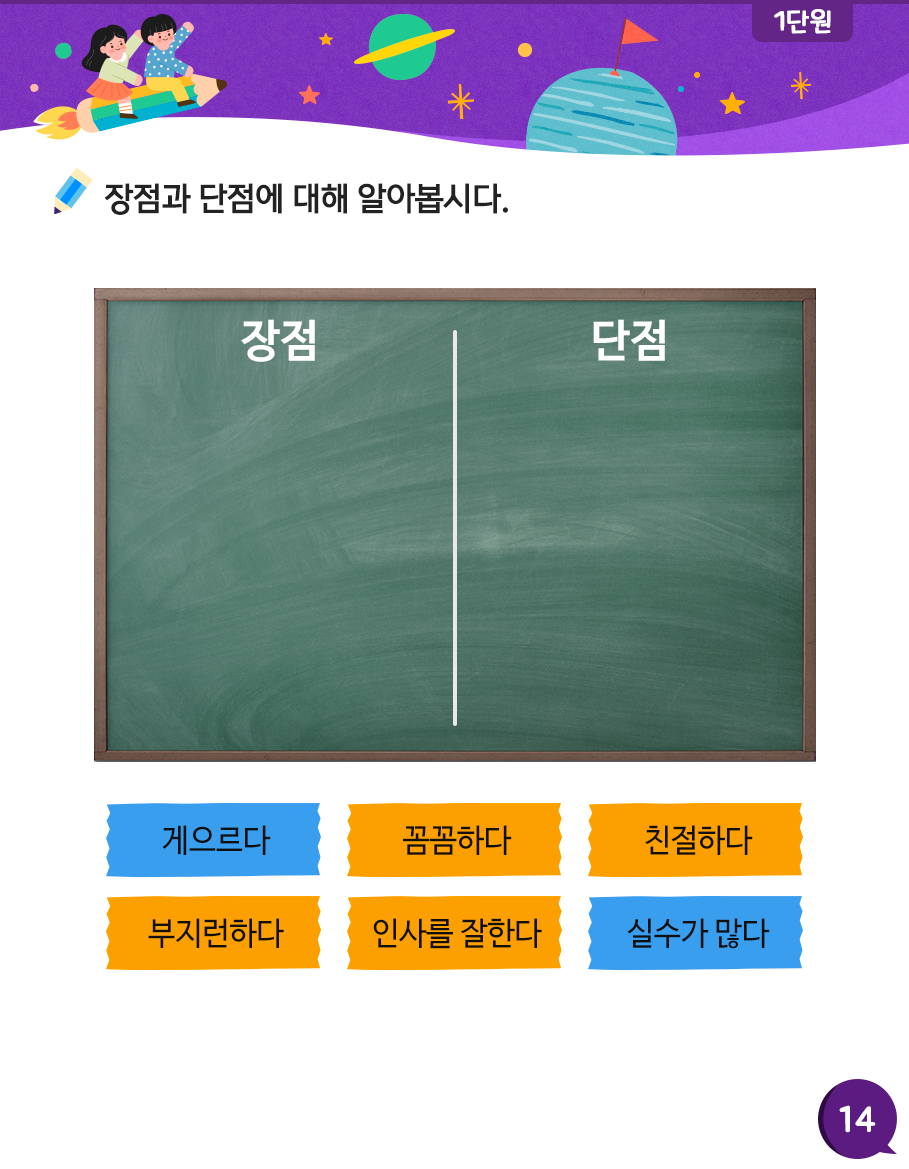 1단원
장점과 단점에 대해 알아봅시다.
장점 단점
게으르다 꼼꼼하다 친절하다
부지런하다 인사를 잘한다 실수가 많다
14